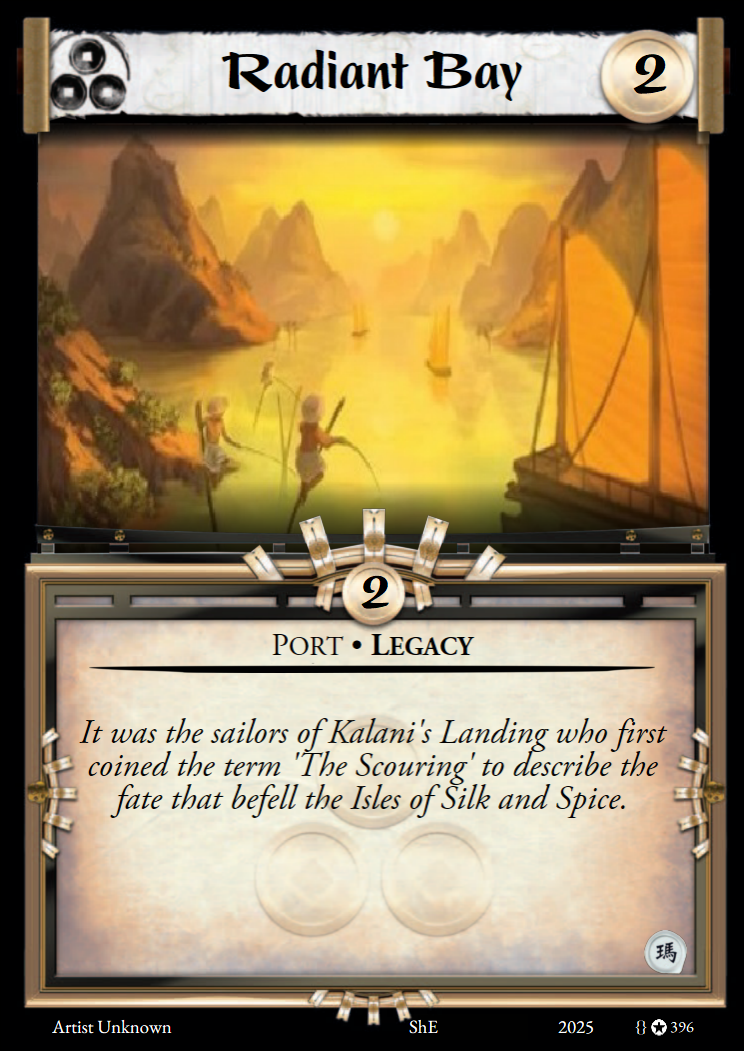 Radiant Bay
2
2
Port • Legacy
It was the sailors of Kalani's Landing who first
coined the term 'The Scouring' to describe the
fate that befell the Isles of Silk and Spice.
瑪
Artist Unknown ShE 2025 {} ✪ 396